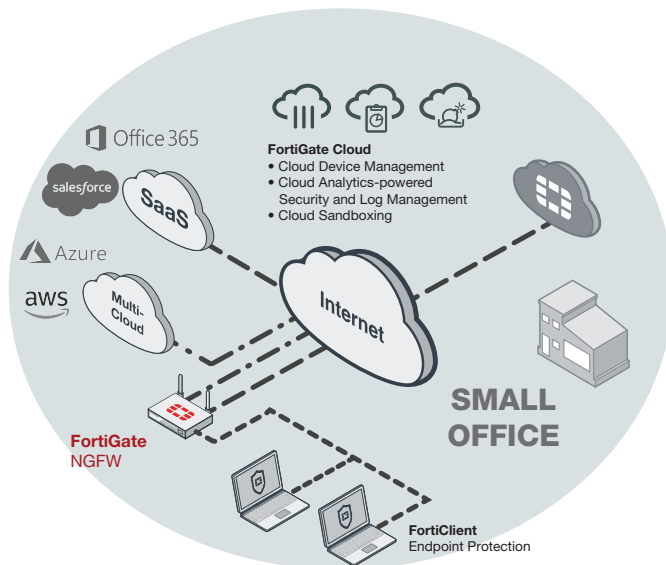 Office 365
salesforce
SaaS
FortiGate Cloud
• Cloud Device Management
• Cloud Analytics-powered
Security and Log Management
• Cloud Sandboxing
Azure
aws
Multi-
Cloud
Internet
SMALL
OFFICE
FortiGate
NGFW
FortiClient
Endpoint Protection